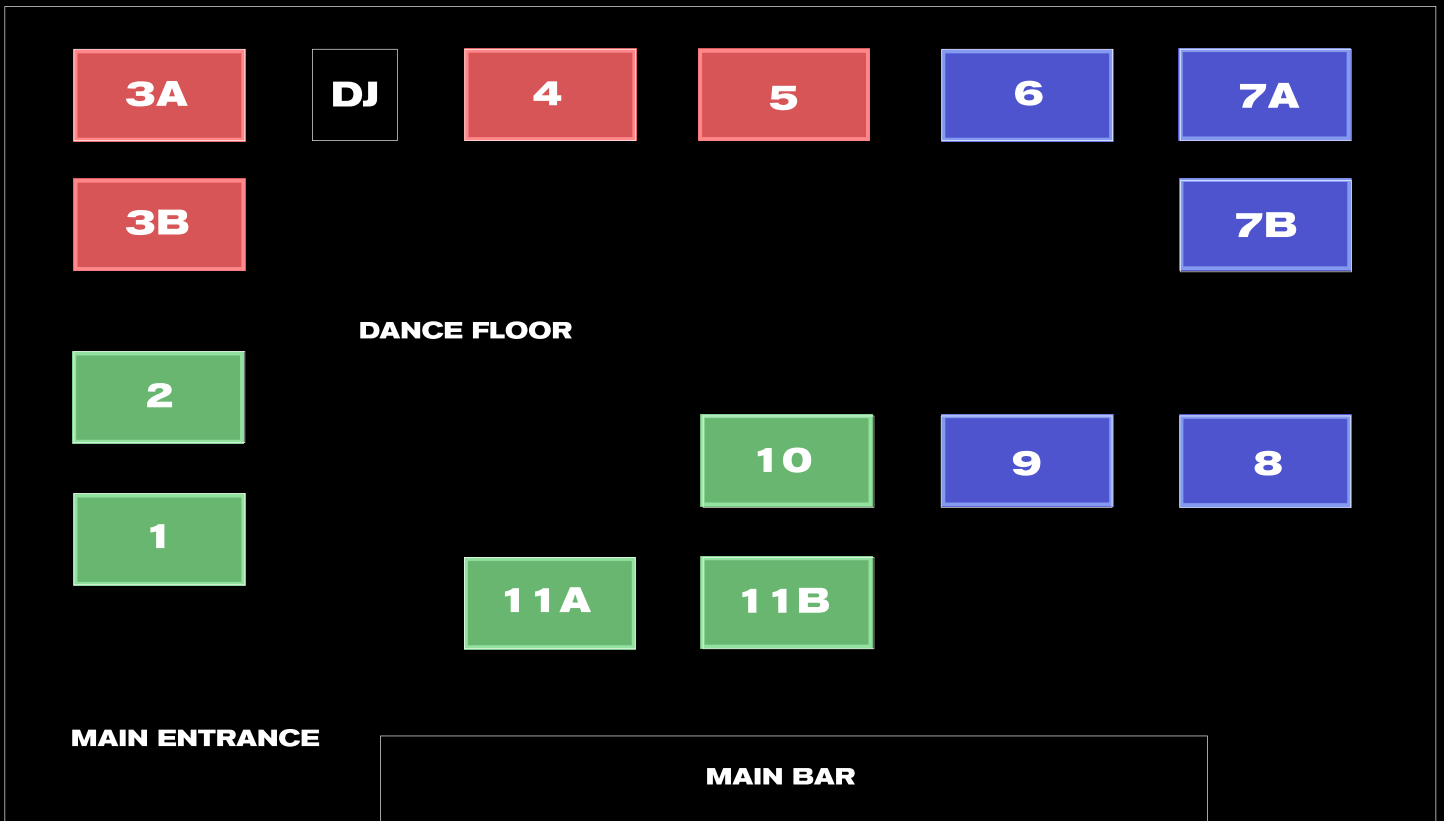 3A
DJ
4
5
6
7A
3B
7B
DANCE FLOOR
2
10
9
8
1
11A
11B
MAIN ENTRANCE
MAIN BAR